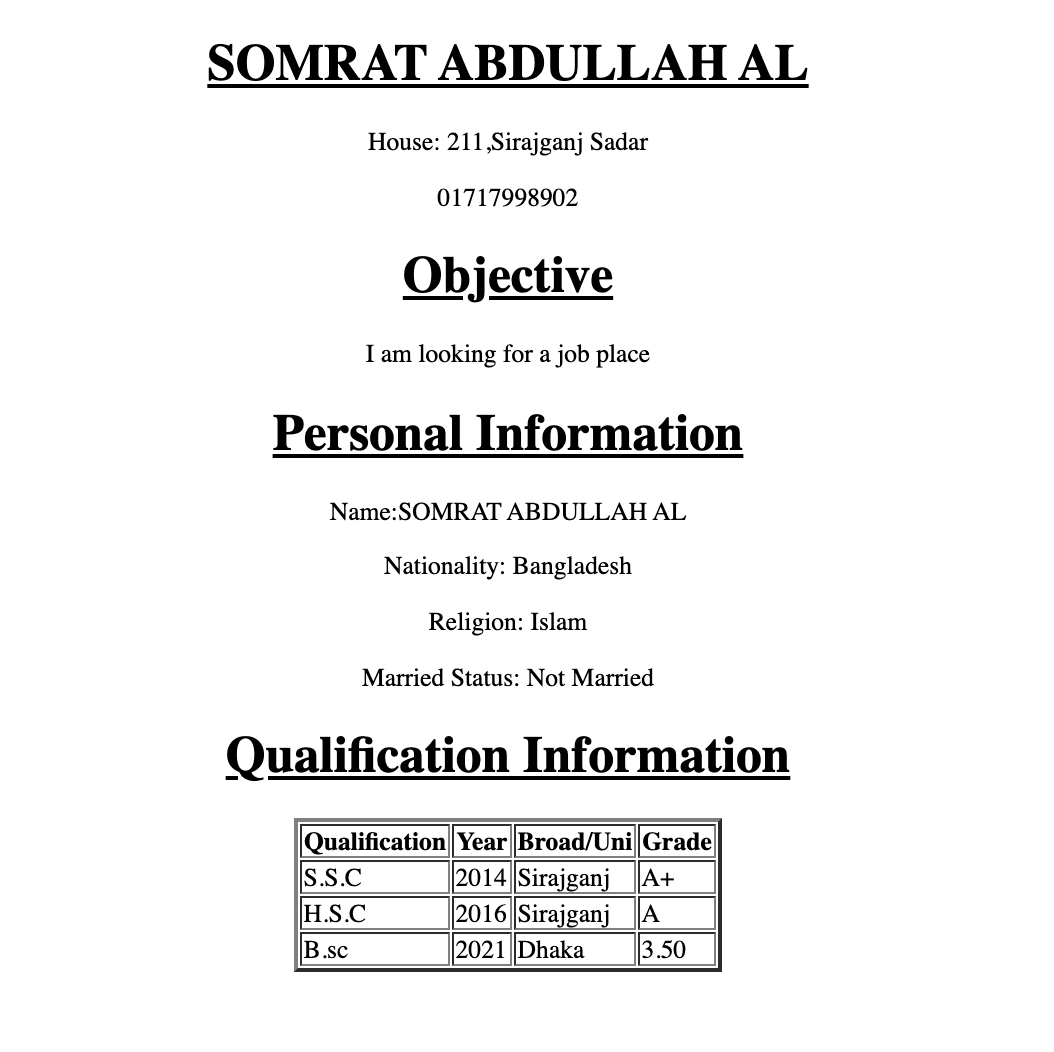 SOMRAT ABDULLAH AL
House: 211,Sirajganj Sadar
01717998902
Objective
I am looking for a job place
Personal Information
Name:SOMRAT ABDULLAH AL
Nationality: Bangladesh
Religion: Islam
Married Status: Not Married
Qualification Information
Qualification Year Broad/Uni Grade
S.S.C 2014 Sirajganj A+
H.S.C 2016 Sirajganj A
B.sc 2021 Dhaka 3.50